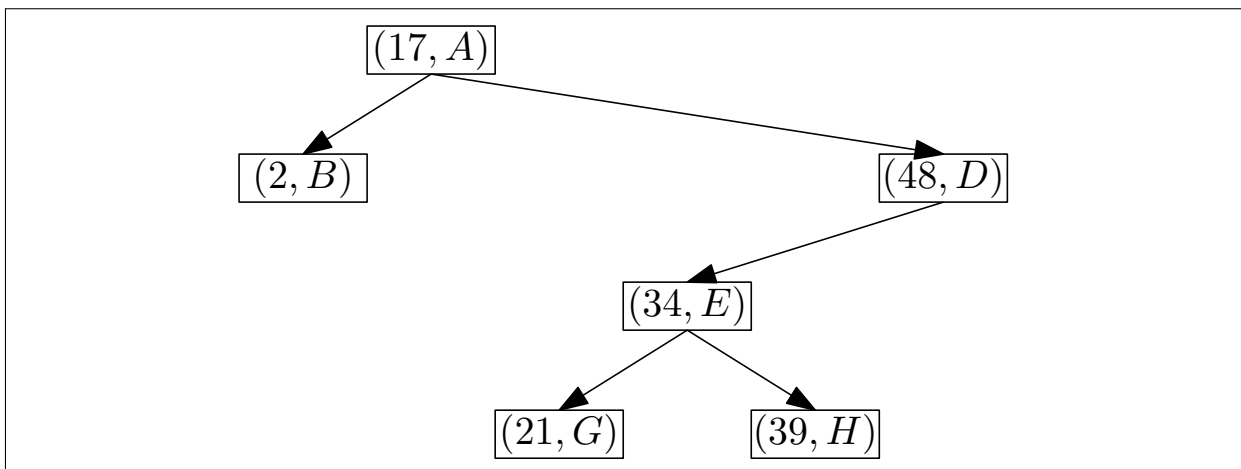 (17, A)
(2, B)
(48, D)
(34, E)
(21, G)
(39, H)